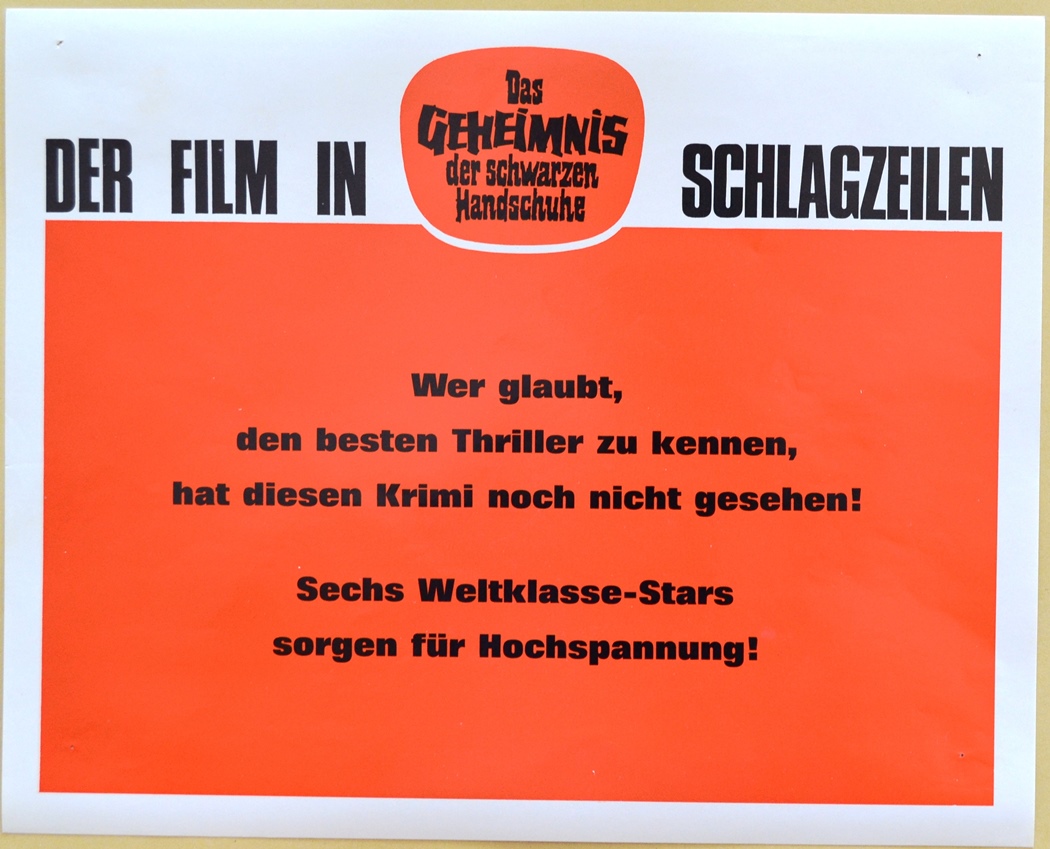 Das
GEHEIMNIS
der schwarzen
Handschuhe
DER FILM IN SCHLAGZEILEN
Wer glaubt,
den besten Thriller zu kennen,
hat diesen Krimi noch nicht gesehen!
Sechs Weltklasse-Stars
sorgen für Hochspannung!